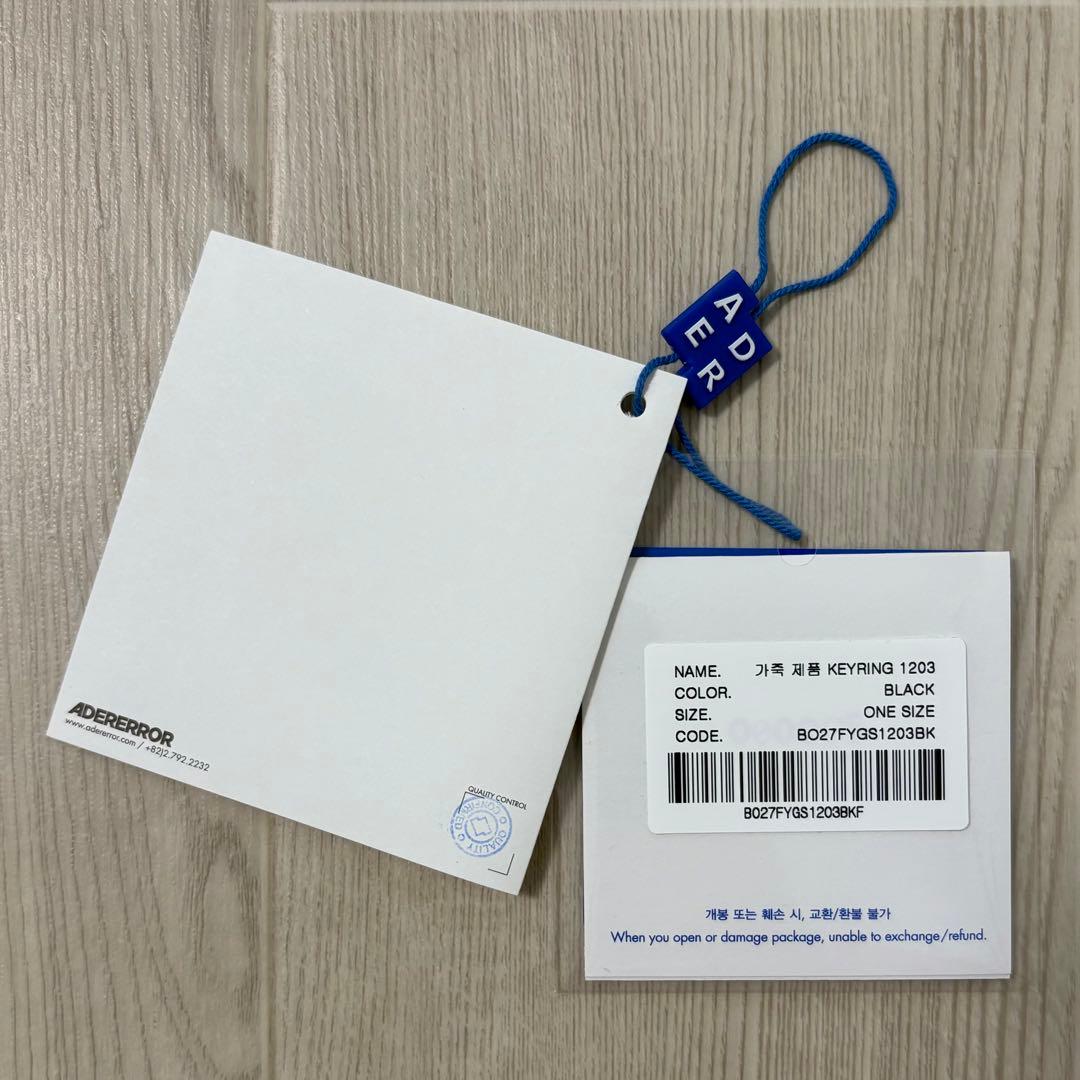 AD
ER
ADERERROR
www.adererror.com / +82)2.792.2232
QUALITY CONTROL
CONFIRMED
QUALITY
NAME. 가죽 제품 KEYRING 1203
COLOR. BLACK
SIZE. ONE SIZE
CODE. BO27FYGS1203BK
BO27FYGS1203BKF
개봉 또는 훼손 시, 교환/환불 불가
When you open or damage package, unable to exchange/refund.